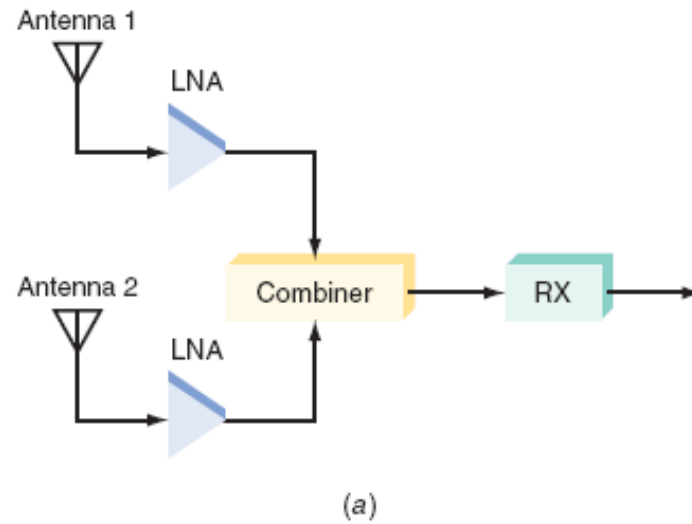 Antenna 1
LNA
Antenna 2
Combiner
RX
LNA
(a)